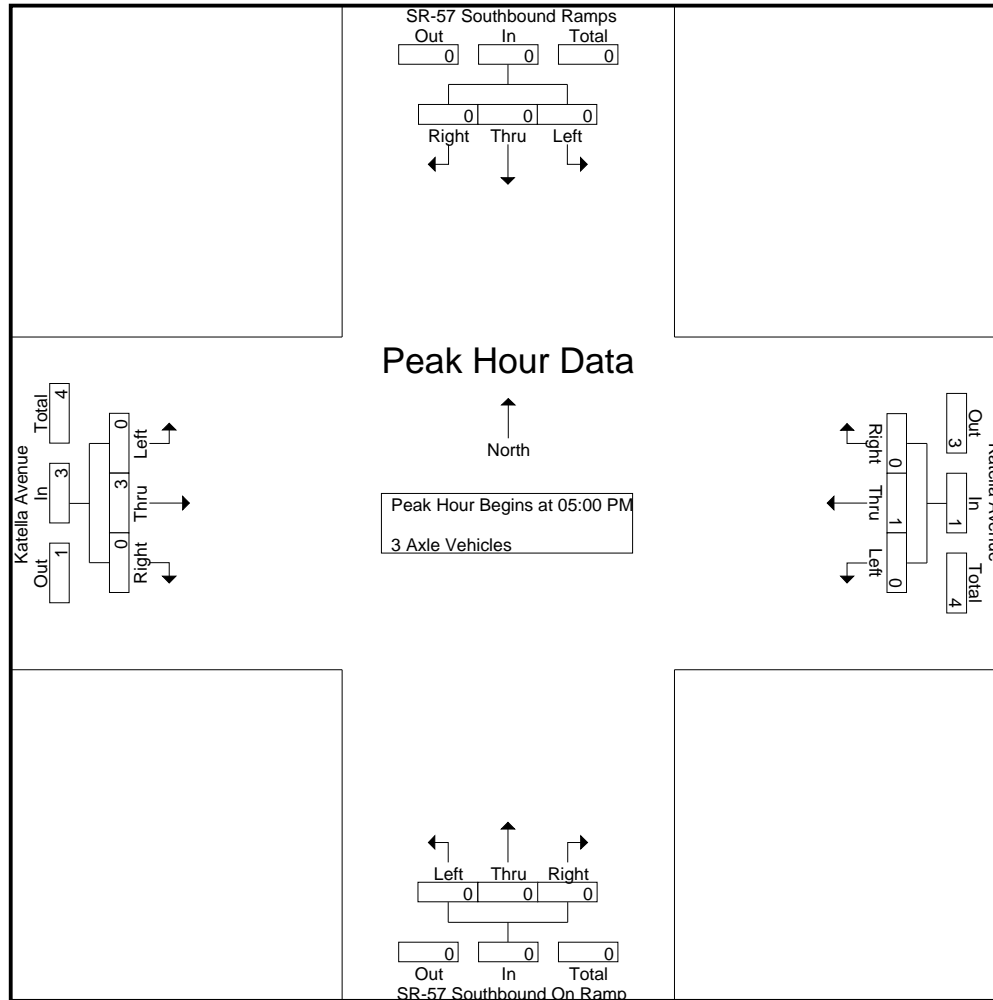 SR-57 Southbound Ramps
Out In Total
0 0 0
0 0 0
Right Thru Left
Peak Hour Data
North
Peak Hour Begins at 05:00 PM
3 Axle Vehicles
Katella Avenue
Out In Total
1 3 4
0 3 0
Right Thru Left
Katella Avenue
Out In Total
3 1 4
Right Thru Left
0 1 0
Left Thru Right
0 0 0
0 0 0
Out In Total
SR-57 Southbound On Ramp